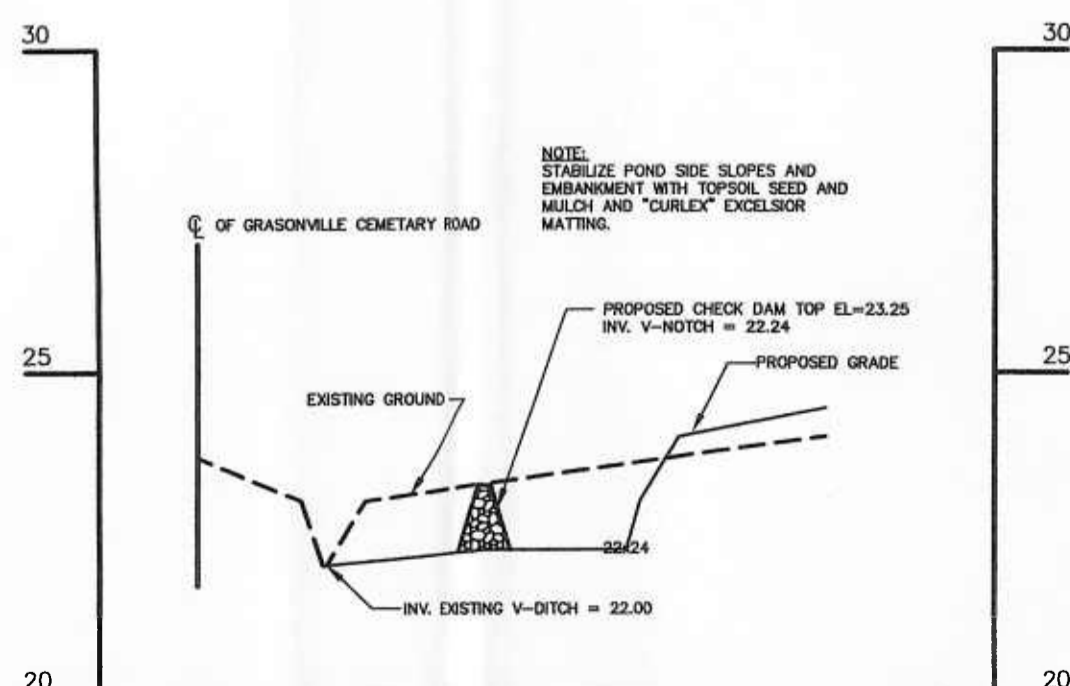 30
30
NOTE:
STABILIZE POND SIDE SLOPES AND
EMBANKMENT WITH TOPSOIL SEED AND
MULCH AND "CURLEX" EXCELSIOR
MATTING.
℄ OF GRASONVILLE CEMETARY ROAD
PROPOSED CHECK DAM TOP EL=23.25
INV. V-NOTCH = 22.24
25
25
PROPOSED GRADE
EXISTING GROUND
22.24
INV. EXISTING V-DITCH = 22.00
20
20